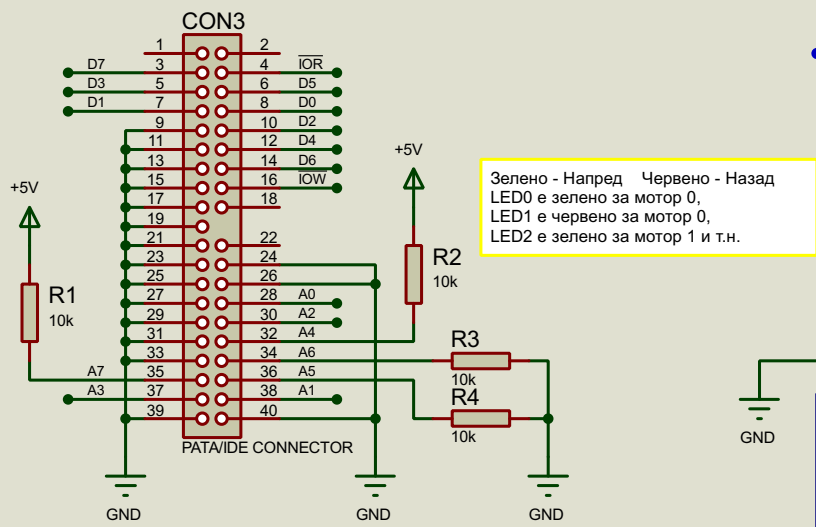 CON3
1 2
D7 3 4 IOR
D3 5 6 D5
D1 7 8 D0
9 10 D2
11 12 D4
13 14 D6
15 16 IOW
17 18
19
21 22
23 24
25 26
27 28 A0
29 30 A2
31 32 A4
33 34 A6
A7 35 36 A5
A3 37 38 A1
39 40
PATA/IDE CONNECTOR
+5V
R1
10k
+5V
R2
10k
R3
10k
R4
10k
GND
GND
GND
GND
Зелено - Напред Червено - Назад
LED0 е зелено за мотор 0,
LED1 е червено за мотор 0,
LED2 е зелено за мотор 1 и т.н.